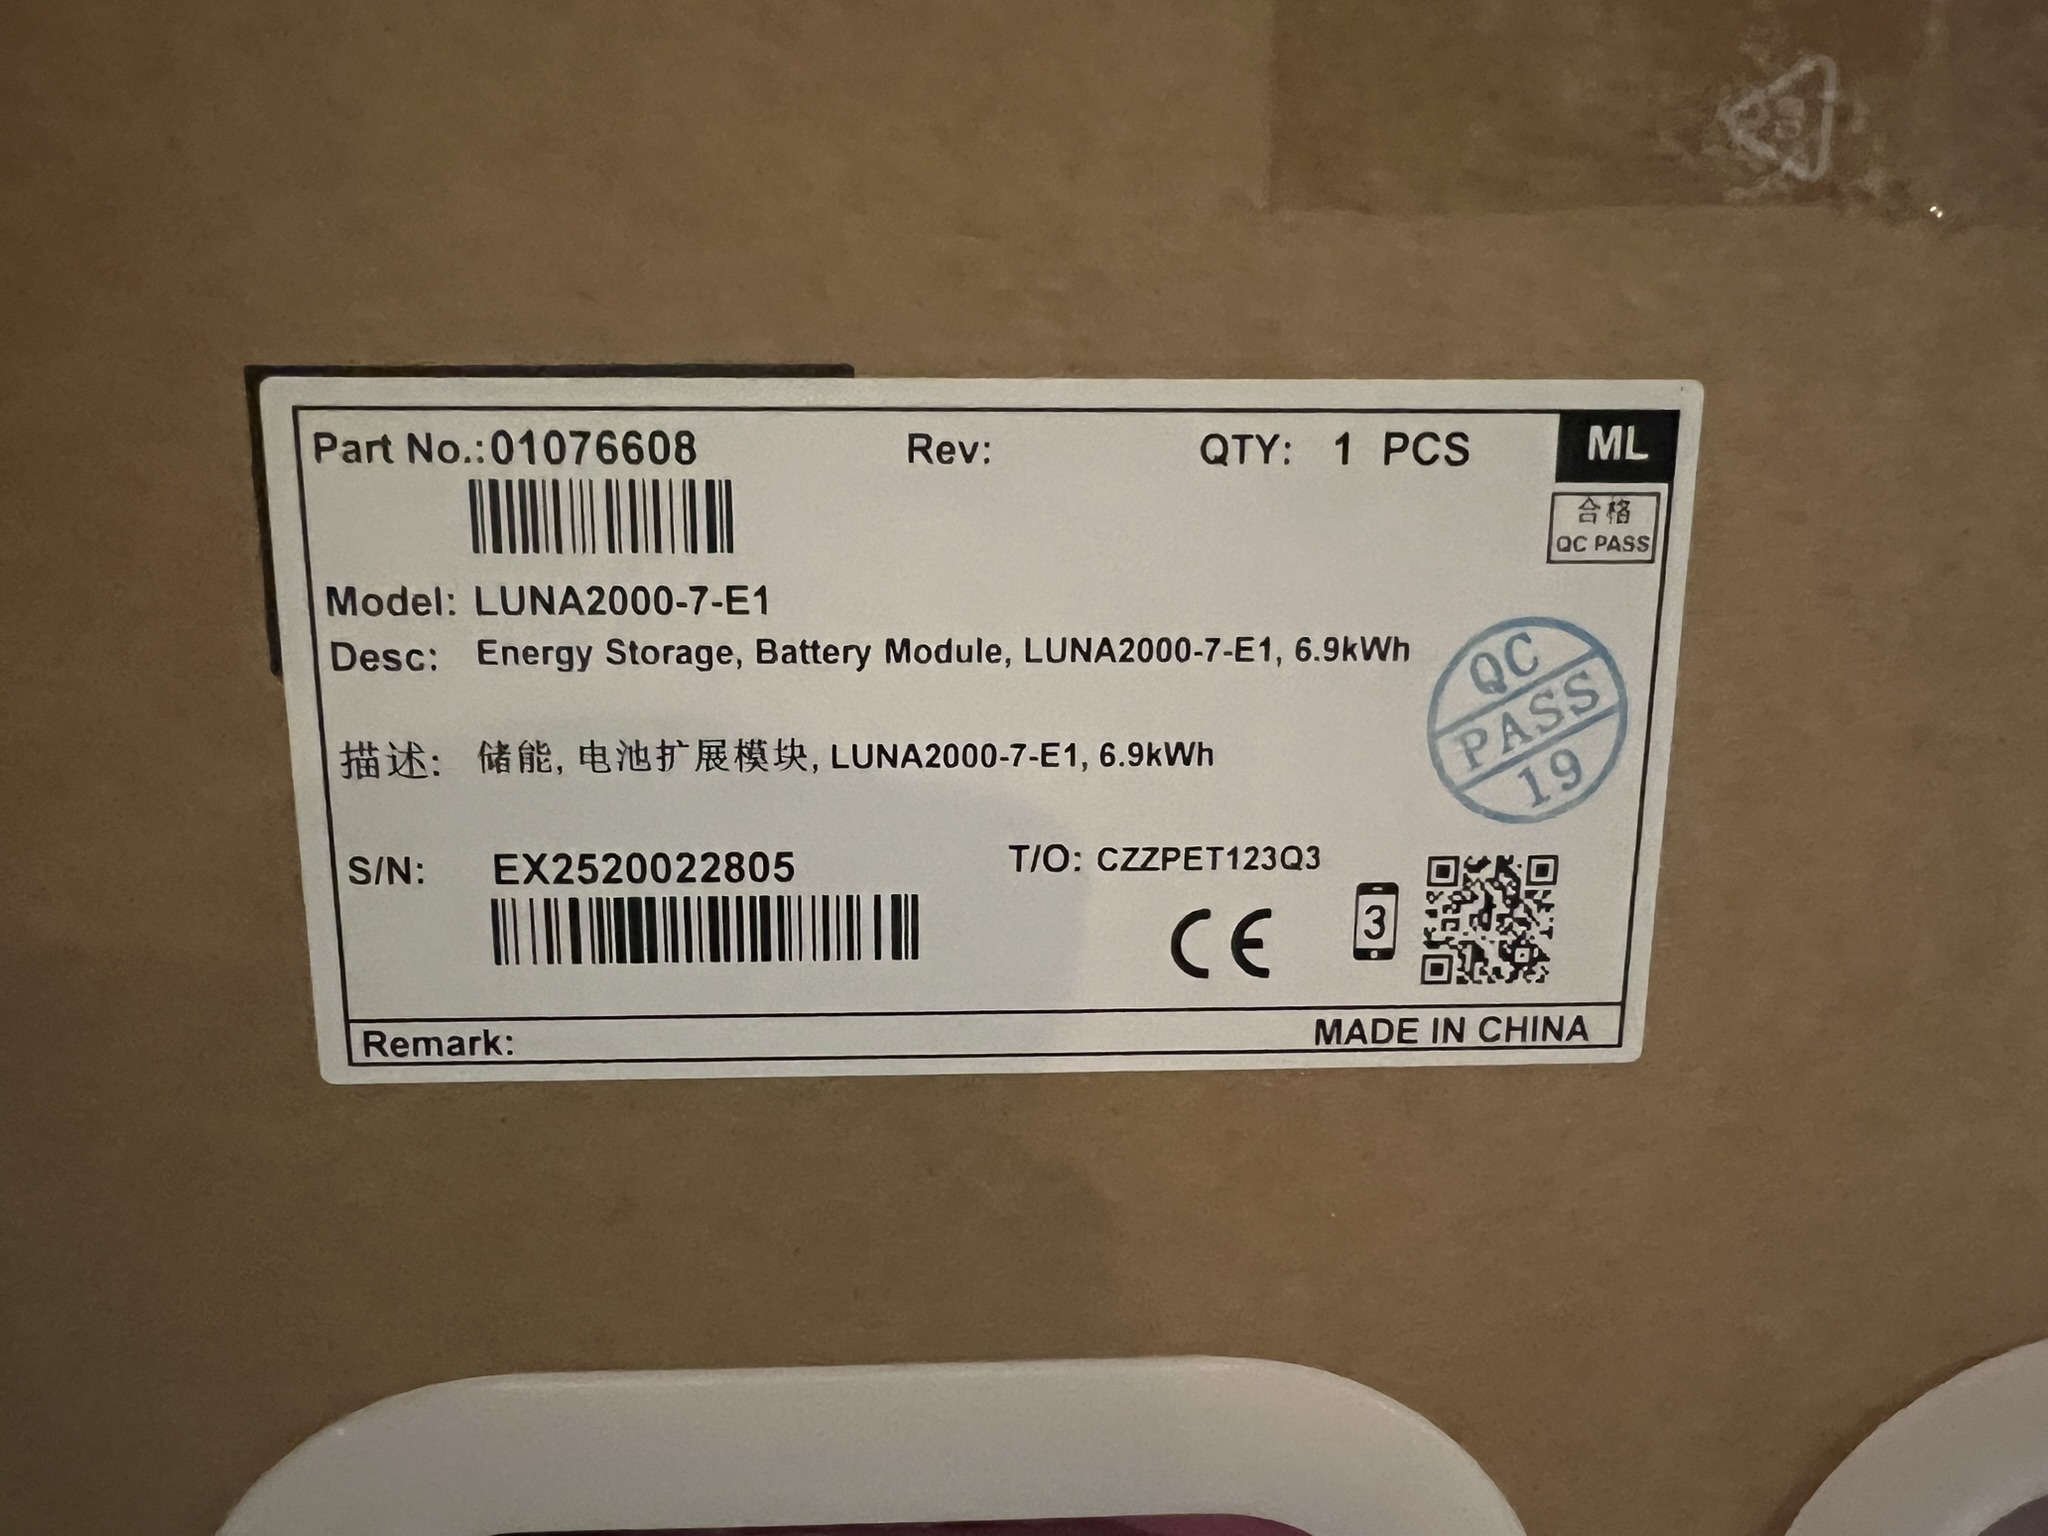 Part No.:01076608 Rev: QTY: 1 PCS ML
合格
QC PASS
Model: LUNA2000-7-E1
Desc: Energy Storage, Battery Module, LUNA2000-7-E1, 6.9kWh
QC
PASS
19
描述: 储能, 电池扩展模块, LUNA2000-7-E1, 6.9kWh
S/N: EX2520022805 T/O: CZZPET123Q3
CE 3
Remark: MADE IN CHINA